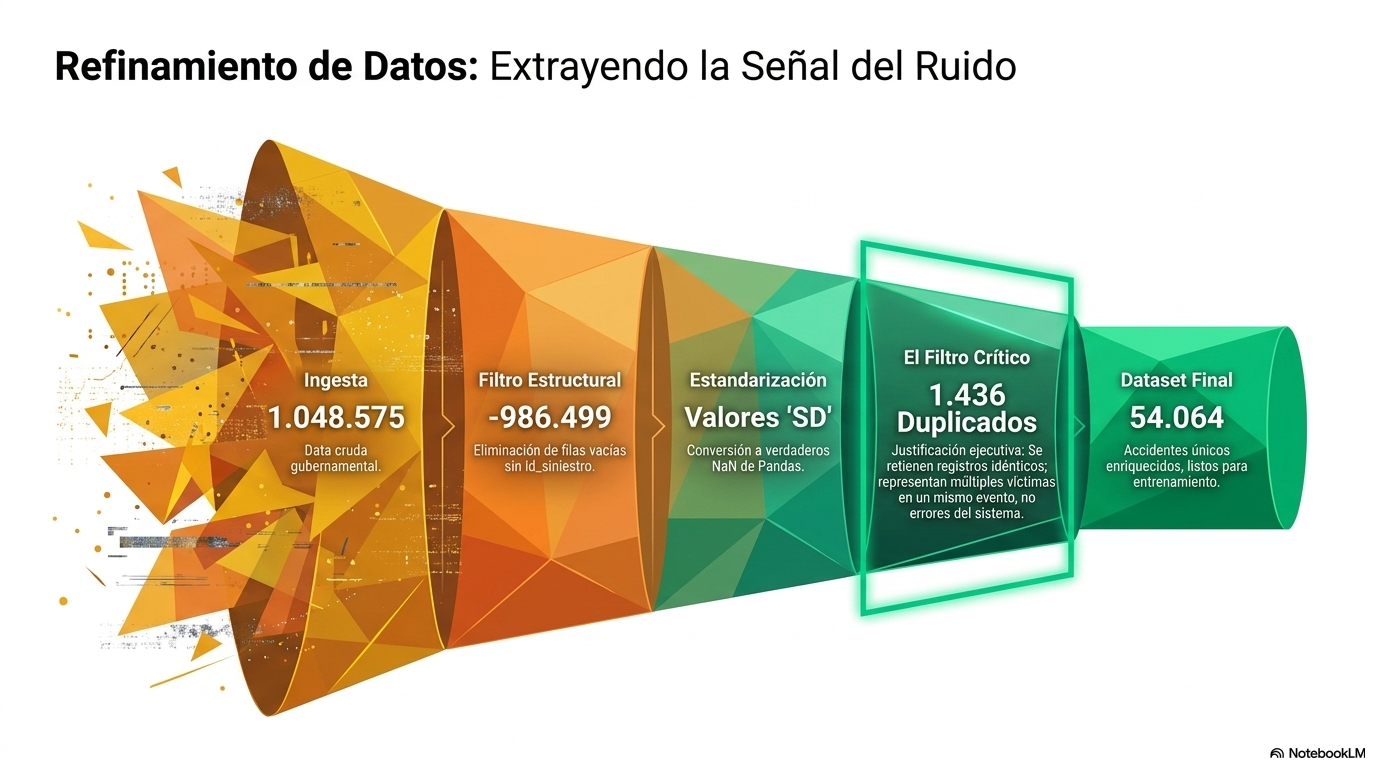 Refinamiento de Datos: Extrayendo la Señal del Ruido
Ingesta
1.048.575
Data cruda
gubernamental.
Filtro Estructural
-986.499
Eliminación de filas vacías
sin Id_siniestro.
Estandarización
Valores 'SD'
Conversión a verdaderos
NaN de Pandas.
El Filtro Crítico
1.436
Duplicados
Justificación ejecutiva: Se
retienen registros idénticos;
representan múltiples víctimas
en un mismo evento, no
errores del sistema.
Dataset Final
54.064
Accidentes únicos
enriquecidos, listos para
entrenamiento.
NotebookLM